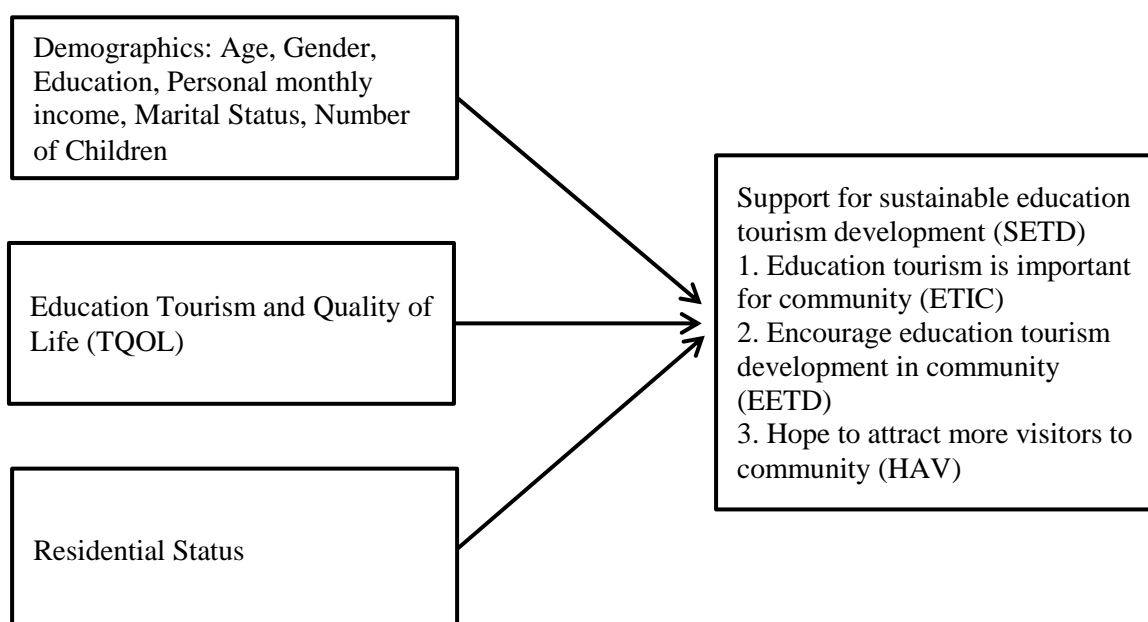 Demographics: Age, Gender,
Education, Personal monthly
income, Marital Status, Number
of Children
Education Tourism and Quality of
Life (TQOL)
Residential Status
Support for sustainable education
tourism development (SETD)
1. Education tourism is important
for community (ETIC)
2. Encourage education tourism
development in community
(EETD)
3. Hope to attract more visitors to
community (HAV)